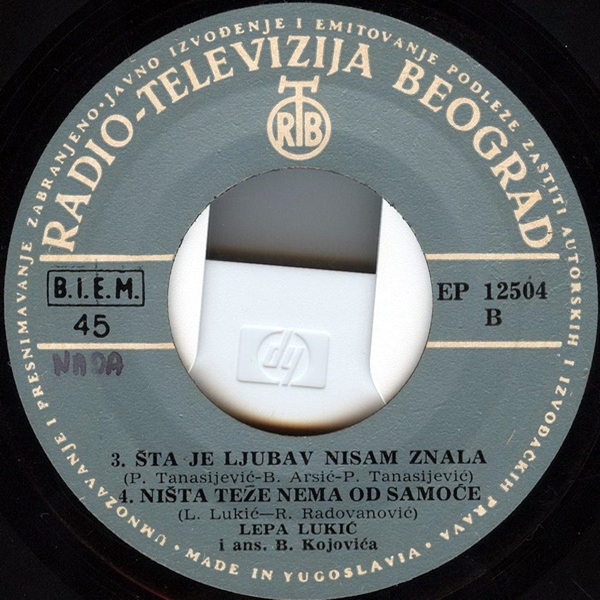 UMNOŽAVANJE I PRESNIMAVANJE ZABRANJENO · JAVNO IZVOĐENJE I EMITOVANJE PODLEŽE ZAŠTITI AUTORSKIH I IZVOĐAČKIH PRAVA ·
RADIO-TELEVIZIJA BEOGRAD
RTB
B.I.E.M.
45
NADA
EP 12504
B
hp
3. ŠTA JE LJUBAV NISAM ZNALA
(P. Tanasijević-B. Arsić-P. Tanasijević)
4. NIŠTA TEŽE NEMA OD SAMOĆE
(L. Lukić—R. Radovanović)
LEPA LUKIĆ
i ans. B. Kojovića
· MADE IN YUGOSLAVIA ·